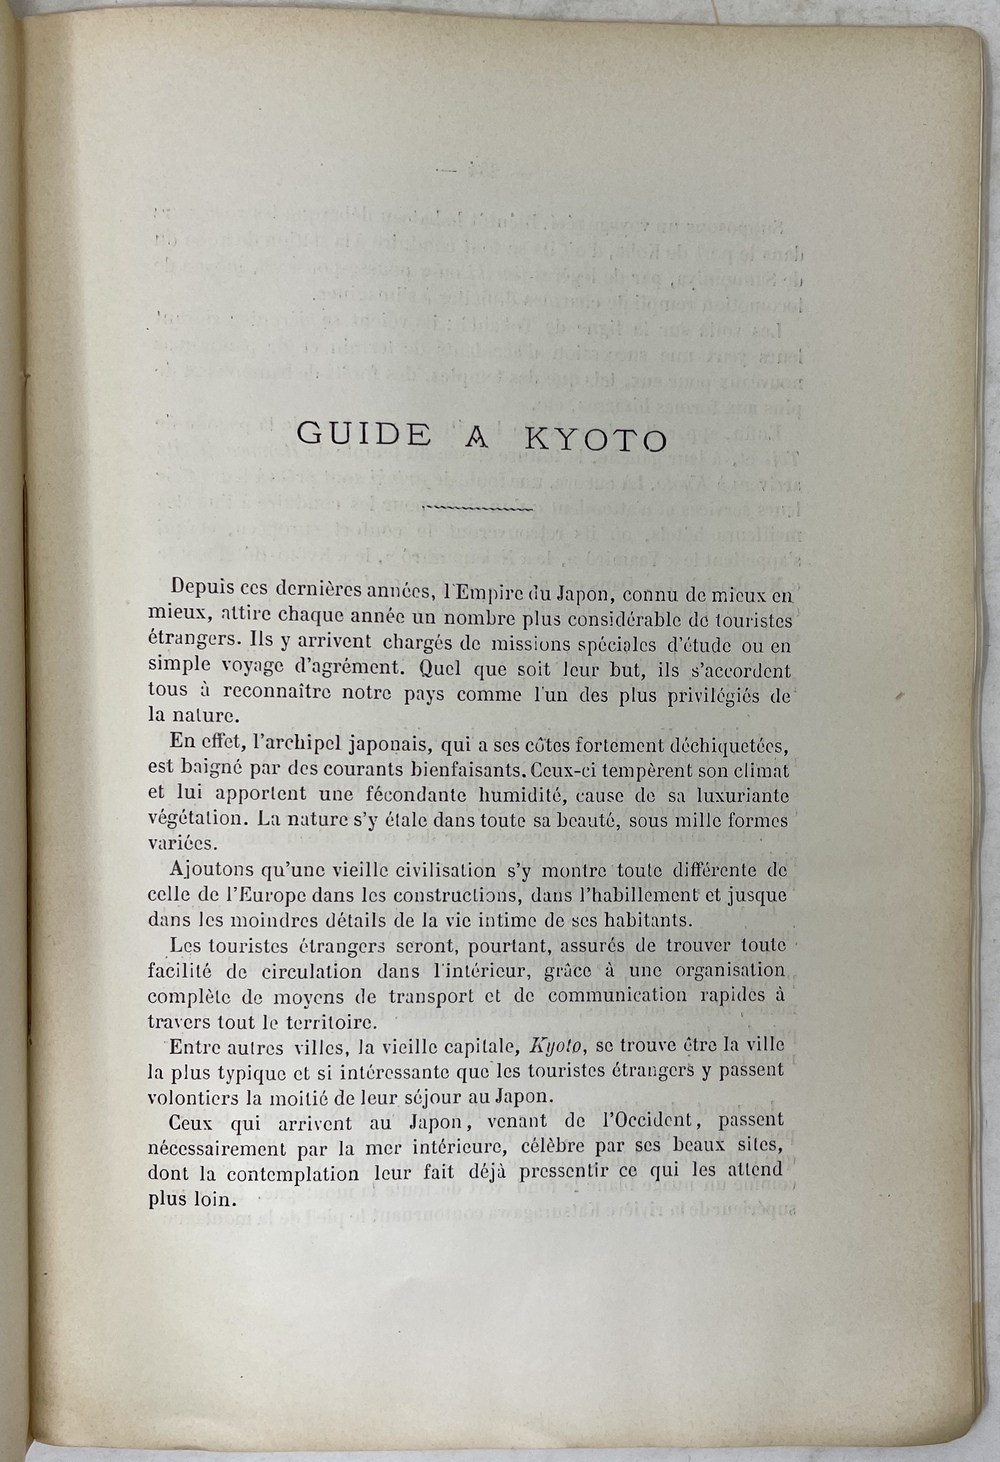 GUIDE A KYOTO
Depuis ces dernières années, l'Empire du Japon, connu de mieux en
mieux, attire chaque année un nombre plus considérable de touristes
étrangers. Ils y arrivent chargés de missions spéciales d'étude ou en
simple voyage d'agrément. Quel que soit leur but, ils s'accordent
tous à reconnaître notre pays comme l'un des plus privilégiés de
la nature.
En effet, l'archipel japonais, qui a ses côtes fortement déchiquetées,
est baigné par des courants bienfaisants. Ceux-ci tempèrent son climat
et lui apportent une fécondante humidité, cause de sa luxuriante
végétation. La nature s'y étale dans toute sa beauté, sous mille formes
variées.
Ajoutons qu'une vieille civilisation s'y montre toute différente de
celle de l'Europe dans les constructions, dans l'habillement et jusque
dans les moindres détails de la vie intime de ses habitants.
Les touristes étrangers seront, pourtant, assurés de trouver toute
facilité de circulation dans l'intérieur, grâce à une organisation
complète de moyens de transport et de communication rapides à
travers tout le territoire.
Entre autres villes, la vieille capitale, Kyoto, se trouve être la ville
la plus typique et si intéressante que les touristes étrangers y passent
volontiers la moitié de leur séjour au Japon.
Ceux qui arrivent au Japon, venant de l'Occident, passent
nécessairement par la mer intérieure, célèbre par ses beaux sites,
dont la contemplation leur fait déjà pressentir ce qui les attend
plus loin.